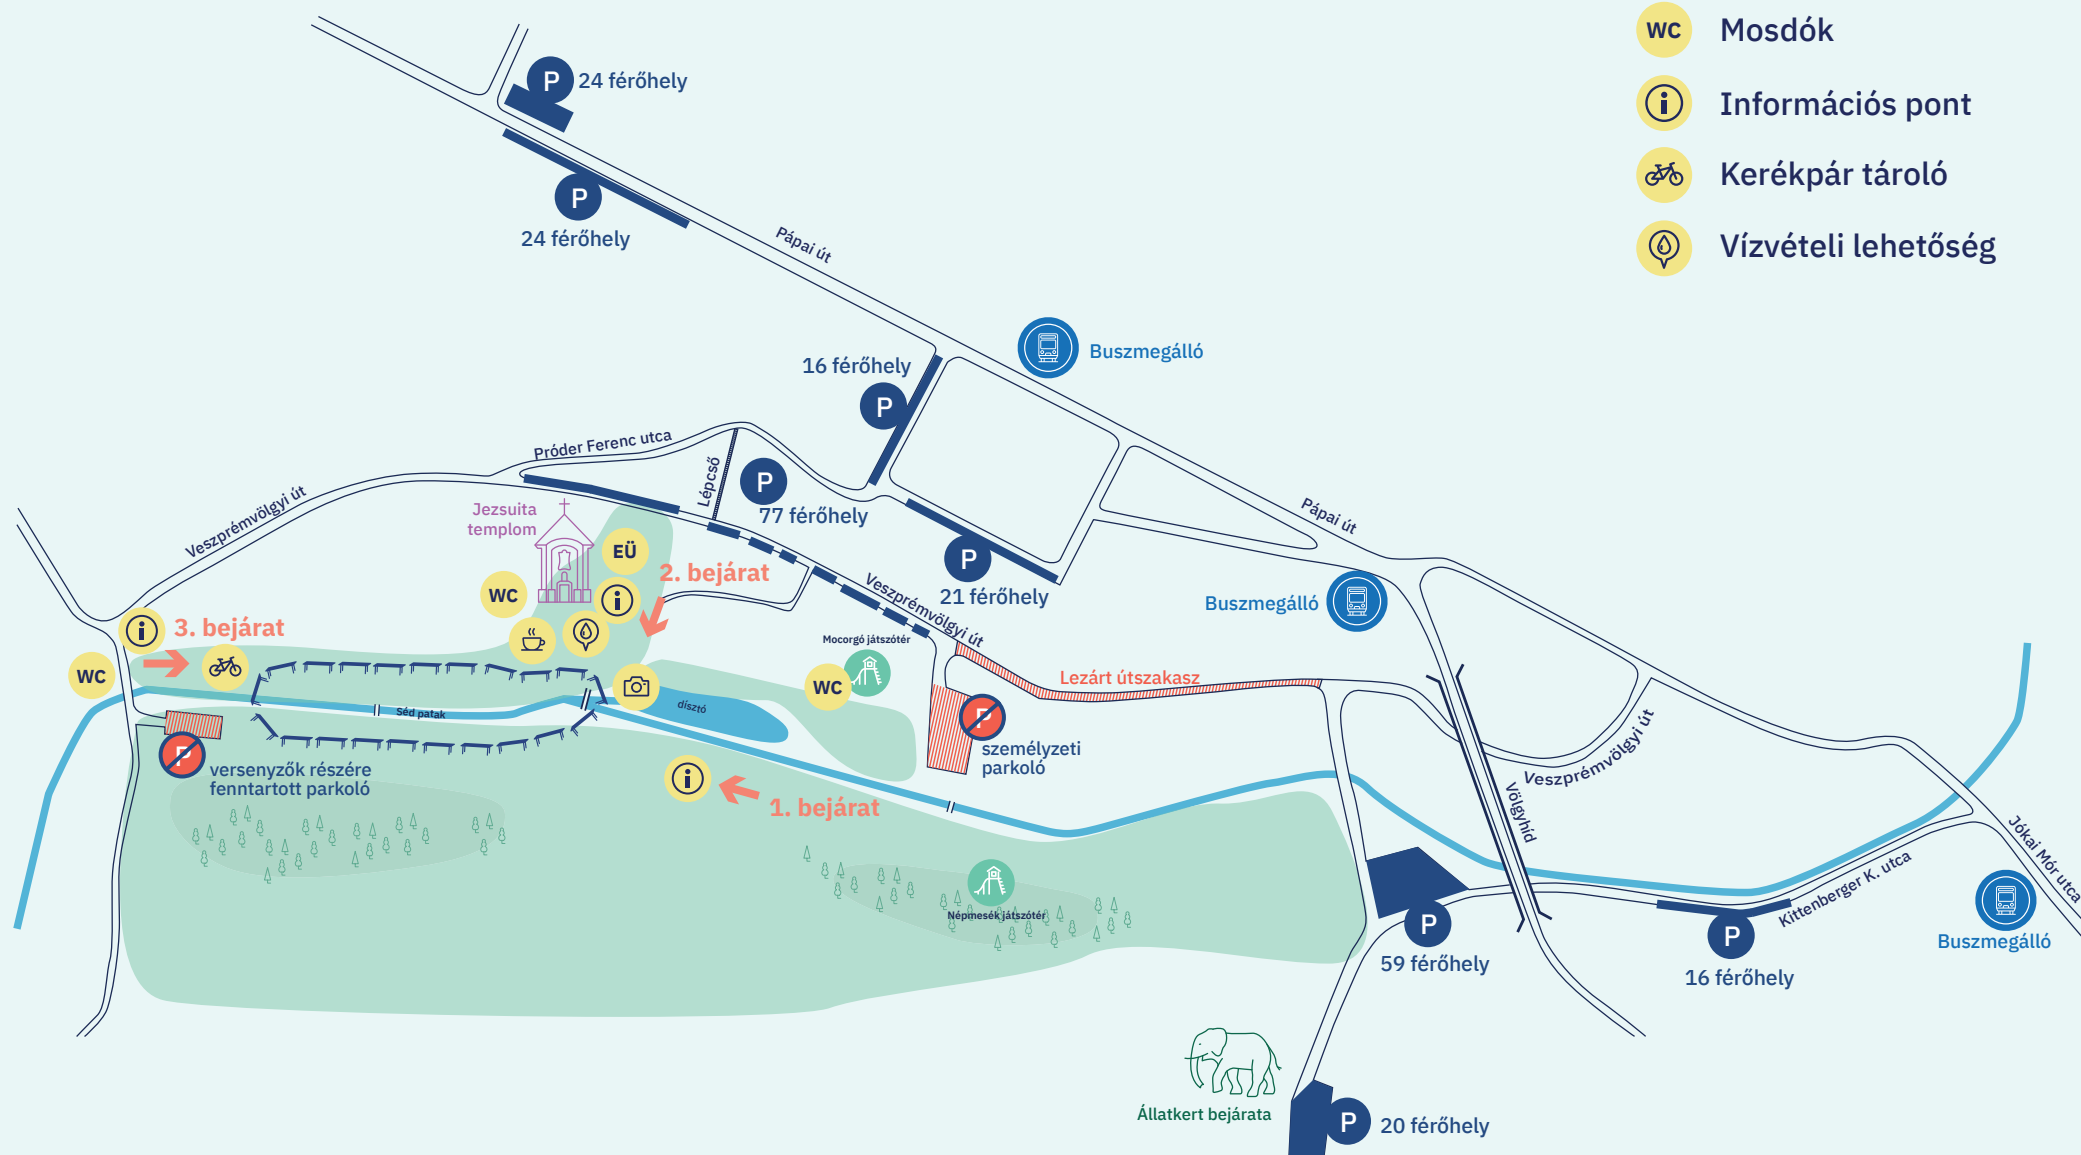 WC Mosdók
i Információs pont
Kerékpár tároló
Vízvételi lehetőség
P 24 férőhely
P
24 férőhely
Pápai út
Buszmegálló
16 férőhely
P
Próder Ferenc utca
Lépcső
P
77 férőhely
Veszprémvölgyi út
Jezsuita
templom
Pápai út
EÜ
P
21 férőhely
2. bejárat
WC
i
Veszprémvölgyi út
Buszmegálló
i
3. bejárat
Mocorgó játszótér
WC
WC
Lezárt útszakasz
Séd patak
disztó
P
személyzeti
parkoló
P
versenyzők részére
fenntartott parkoló
i
1. bejárat
Veszprémvölgyi út
Völgyhíd
Jókai Mór utca
Kittenberger K. utca
Népmesék játszótér
P
59 férőhely
P
16 férőhely
Buszmegálló
Állatkert bejárata
P 20 férőhely